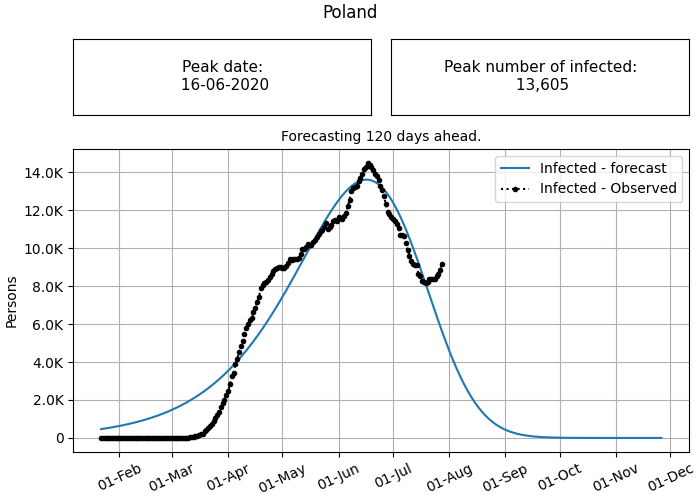 Poland
Peak date:
16-06-2020
Peak number of infected:
13,605
Forecasting 120 days ahead.
Infected - forecast
Infected - Observed
14.0K
12.0K
10.0K
8.0K
6.0K
4.0K
2.0K
0
Persons
01-Feb
01-Mar
01-Apr
01-May
01-Jun
01-Jul
01-Aug
01-Sep
01-Oct
01-Nov
01-Dec